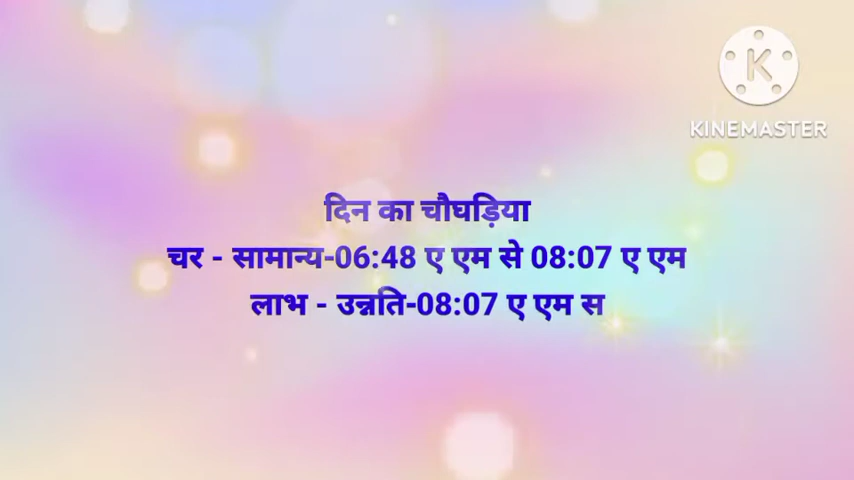 KINEMASTER
दिन का चौघड़िया
चर - सामान्य-06:48 ए एम से 08:07 ए एम
लाभ - उन्नति-08:07 ए एम स